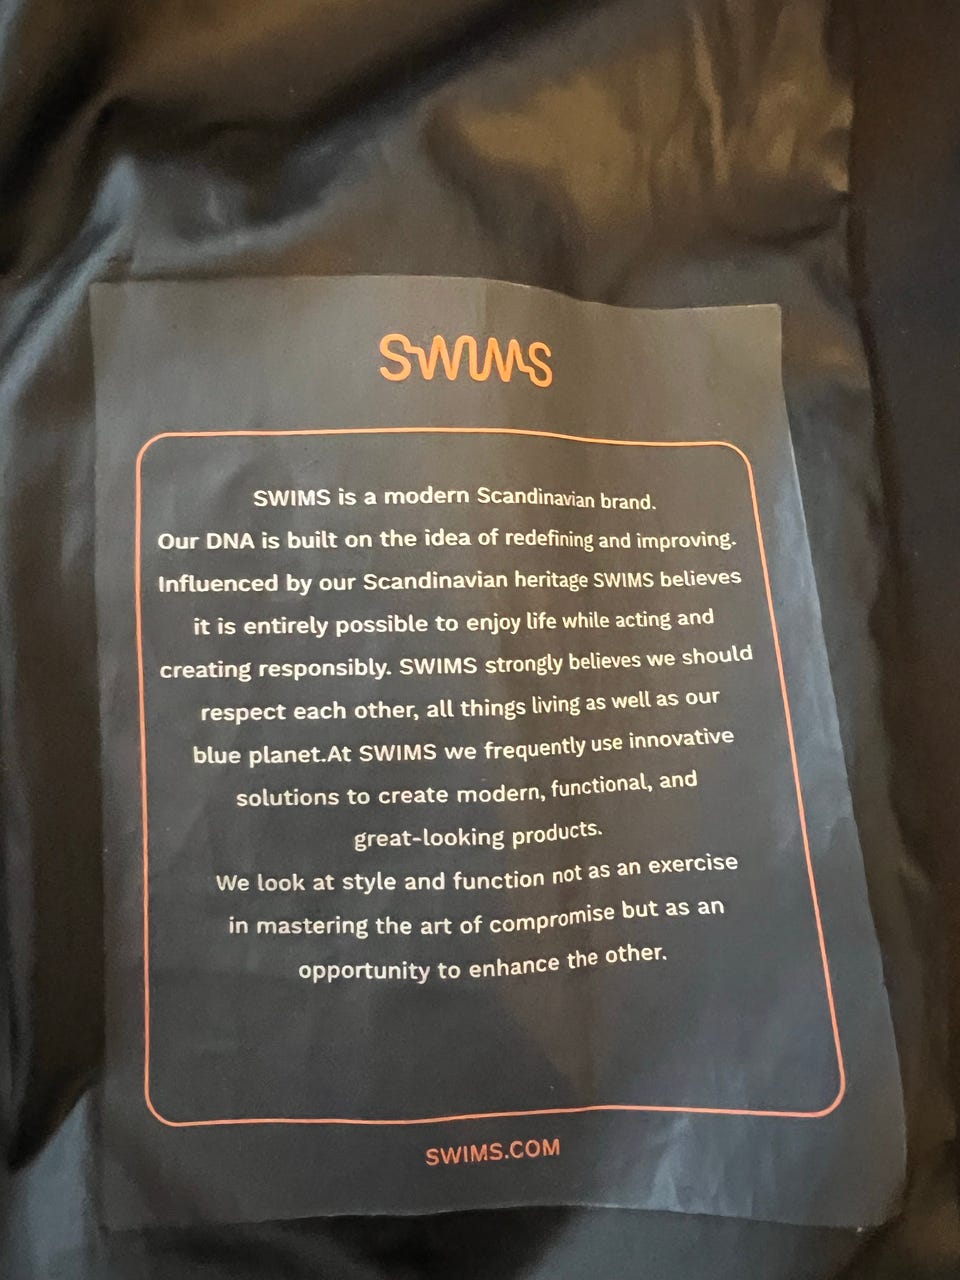 SWIMS
SWIMS is a modern Scandinavian brand.
Our DNA is built on the idea of redefining and improving.
Influenced by our Scandinavian heritage SWIMS believes
it is entirely possible to enjoy life while acting and
creating responsibly. SWIMS strongly believes we should
respect each other, all things living as well as our
blue planet.At SWIMS we frequently use innovative
solutions to create modern, functional, and
great-looking products.
We look at style and function not as an exercise
in mastering the art of compromise but as an
opportunity to enhance the other.
SWIMS.COM